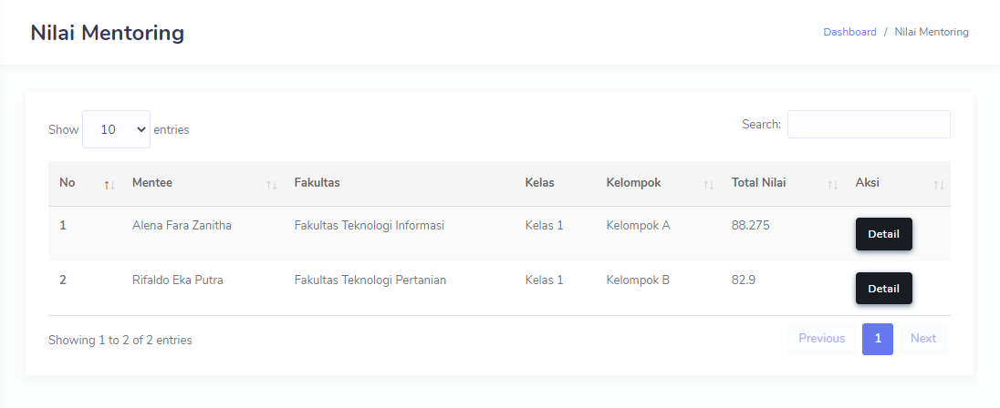 Nilai Mentoring
Dashboard / Nilai Mentoring
Show 10 entries
Search:
No Mentee Fakultas Kelas Kelompok Total Nilai Aksi
1 Alena Fara Zanitha Fakultas Teknologi Informasi Kelas 1 Kelompok A 88.275 Detail
2 Rifaldo Eka Putra Fakultas Teknologi Pertanian Kelas 1 Kelompok B 82.9 Detail
Showing 1 to 2 of 2 entries
Previous 1 Next